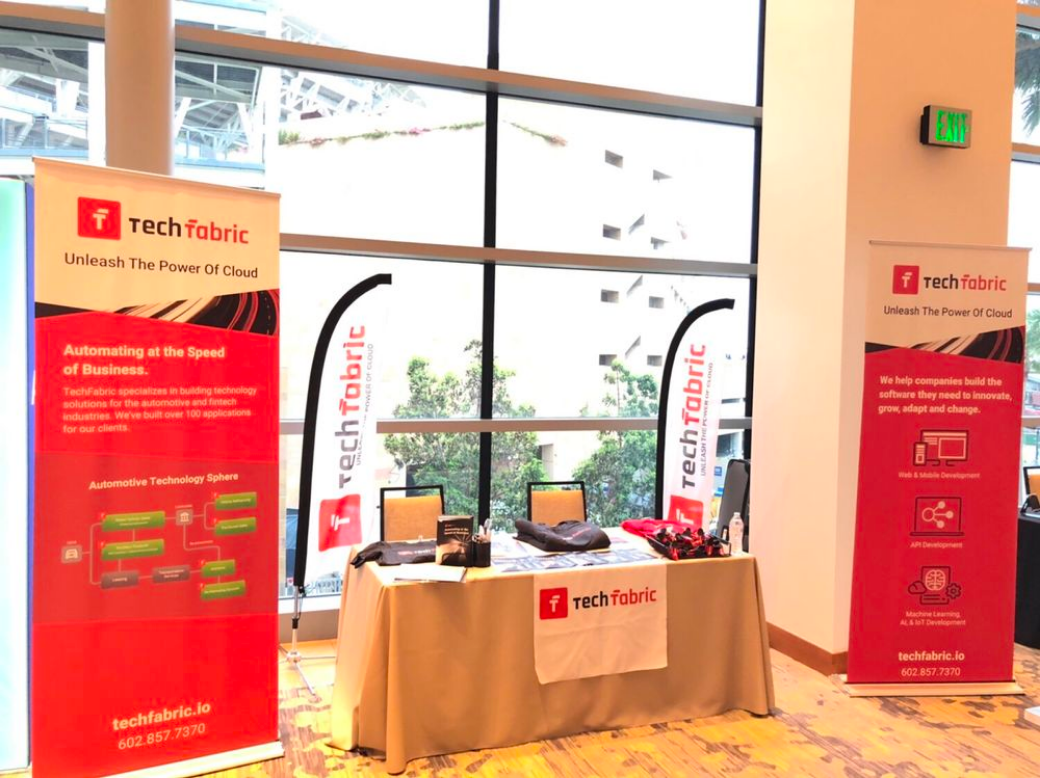 TechFabric
Unleash The Power Of Cloud
Automating at the Speed
of Business.
TechFabric specializes in building technology
solutions for the automotive and fintech
industries. We've built over 100 applications
for our clients.
Automotive Technology Sphere
techfabric.io
602.857.7370
TechFabric
UNLEASH THE POWER OF CLOUD
TechFabric
UNLEASH THE POWER OF CLOUD
TechFabric
EXIT
TechFabric
Unleash The Power Of Cloud
We help companies build the
software they need to innovate,
grow, adapt and change.
Web & Mobile Development
API Development
Machine Learning,
AI, & IoT Development
techfabric.io
602.857.7370